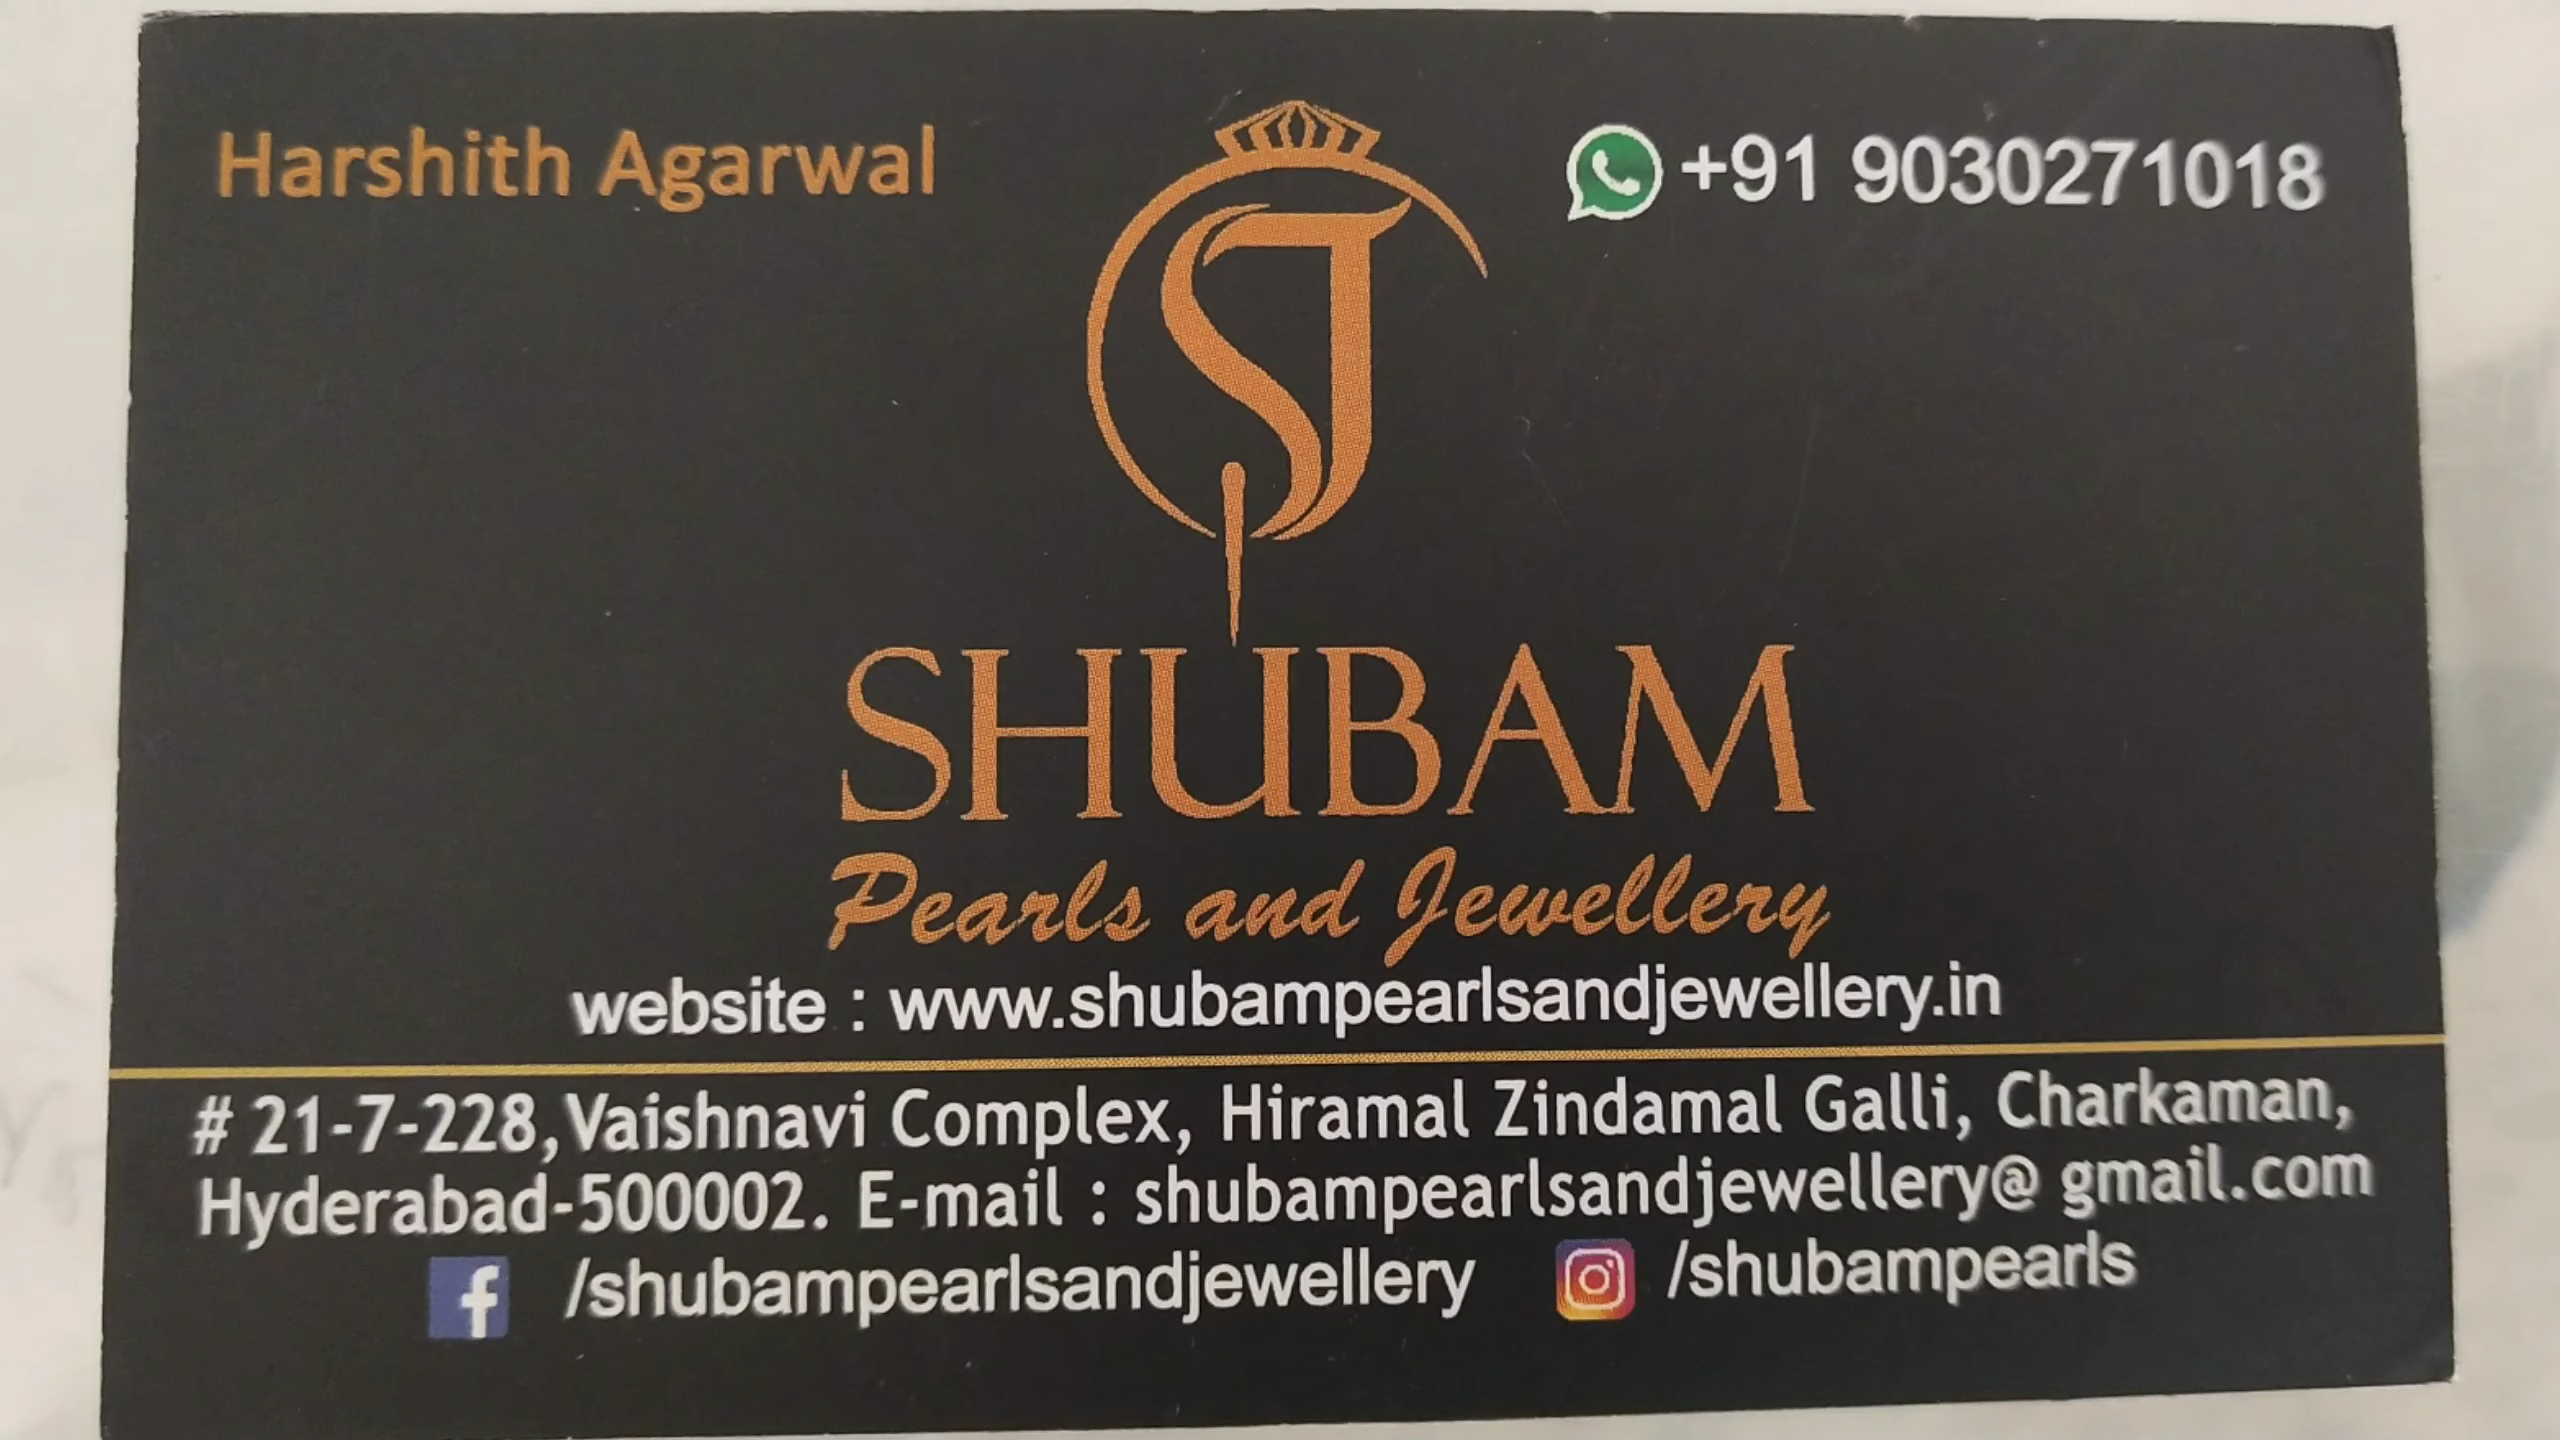 Harshith Agarwal
+91 9030271018
SJ
SHUBAM
Pearls and Jewellery
website : www.shubampearlsandjewellery.in
# 21-7-228, Vaishnavi Complex, Hiramal Zindamal Galli, Charkaman,
Hyderabad-500002. E-mail : shubampearlsandjewellery@ gmail.com
/shubampearlsandjewellery /shubampearls